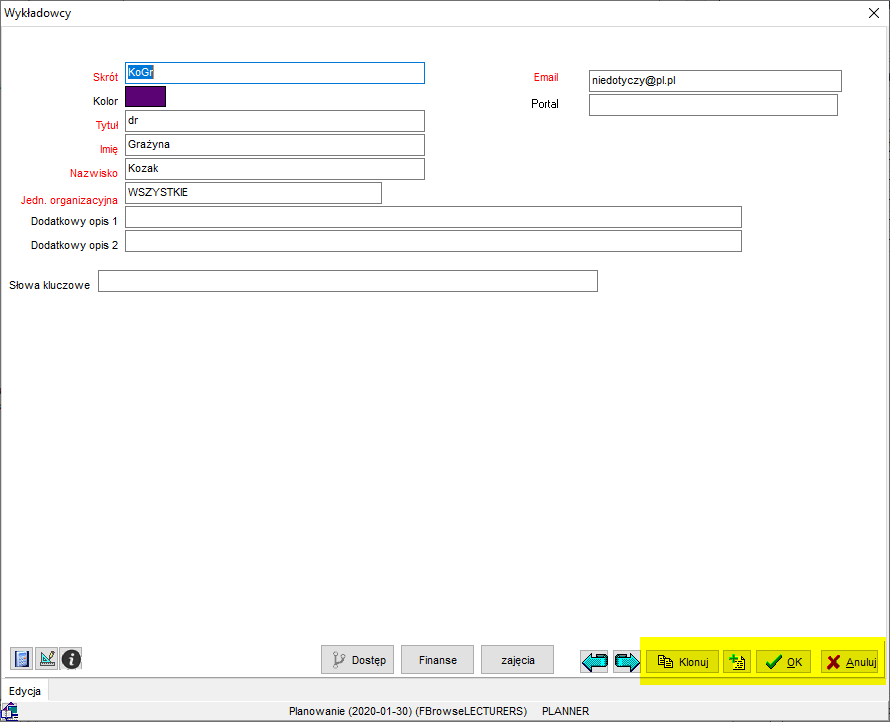 Wykładowcy
Skrót KoGr
Email niedotyczy@pl.pl
Kolor
Portal
Tytuł dr
Imię Grażyna
Nazwisko Kozak
Jedn. organizacyjna WSZYSTKIE
Dodatkowy opis 1
Dodatkowy opis 2
Słowa kluczowe
Dostęp Finanse zajęcia Klonuj OK Anuluj
Edycja
Planowanie (2020-01-30) (FBrowseLECTURERS) PLANNER